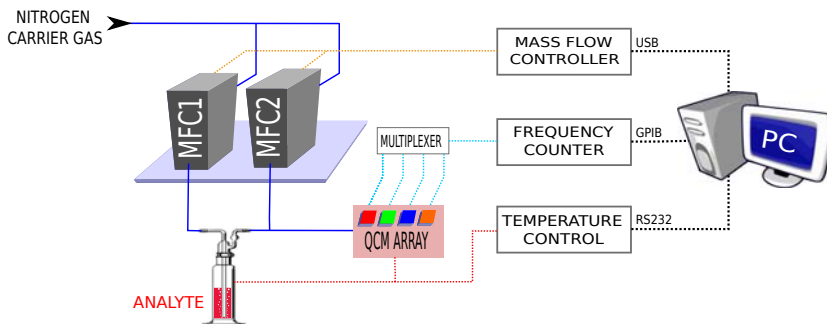 NITROGEN
CARRIER GAS
MASS FLOW
CONTROLLER
USB
MFC1
MFC2
MULTIPLEXER
FREQUENCY
COUNTER
GPIB
PC
QCM ARRAY
TEMPERATURE
CONTROL
RS232
ANALYTE